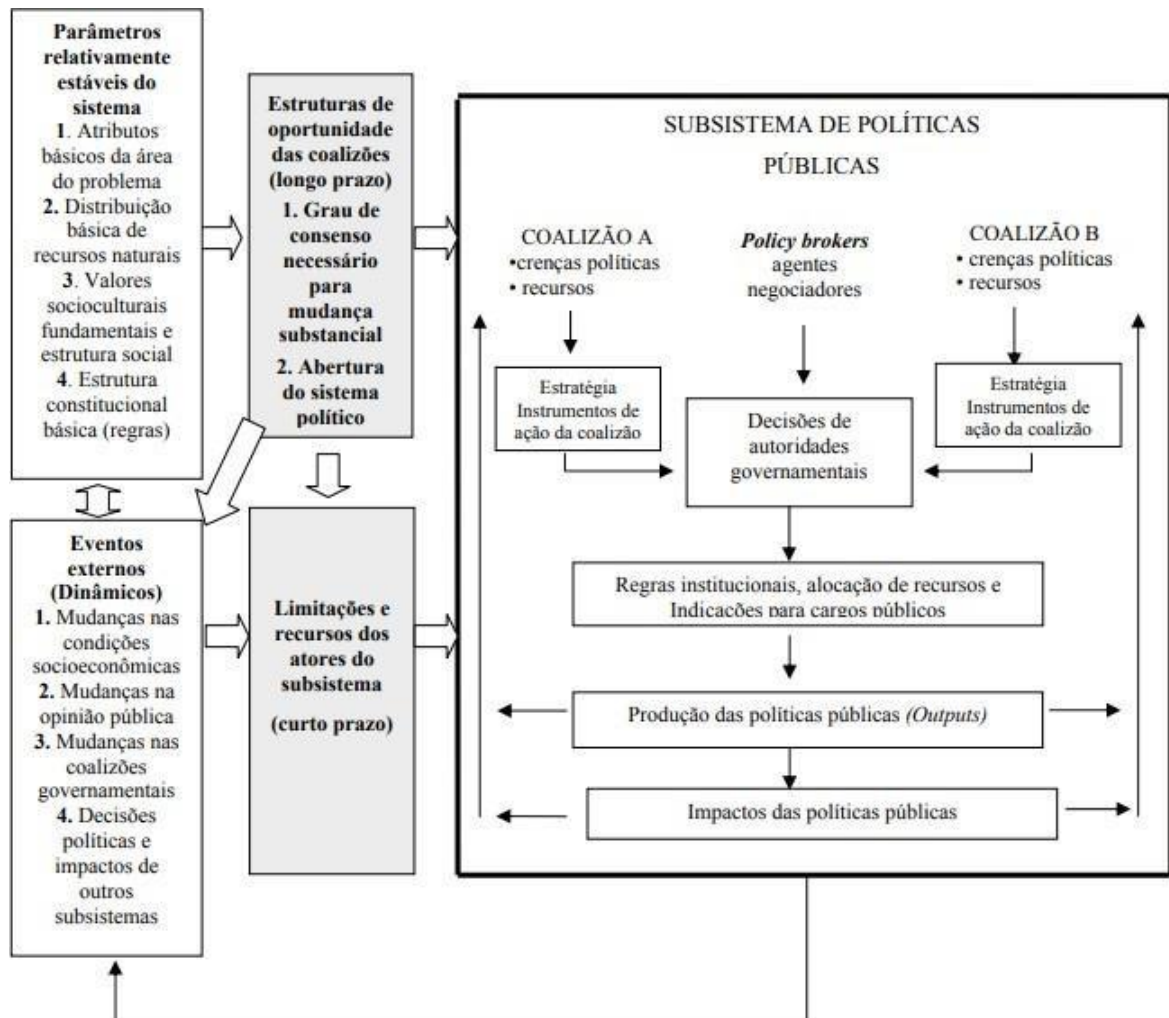 Parâmetros
relativamente
estáveis do
sistema
1. Atributos
básicos da área
do problema
2. Distribuição
básica de
recursos naturais
3. Valores
socioculturais
fundamentais e
estrutura social
4. Estrutura
constitucional
básica (regras)
Estruturas de
oportunidade
das coalizões
(longo prazo)
1. Grau de
consenso
necessário
para
mudança
substancial
2. Abertura
do sistema
político
Eventos
externos
(Dinâmicos)
1. Mudanças nas
condições
socioeconômicas
2. Mudanças na
opinião pública
3. Mudanças nas
coalizões
governamentais
4. Decisões
políticas e
impactos de
outros
subsistemas
Limitações e
recursos dos
atores do
subsistema
(curto prazo)
SUBSISTEMA DE POLÍTICAS
PÚBLICAS
COALIZÃO A
•crenças políticas
• recursos
Policy brokers
agentes
negociadores
COALIZÃO B
• crenças políticas
• recursos
Estratégia
Instrumentos de
ação da coalizão
Decisões de
autoridades
governamentais
Estratégia
Instrumentos de
ação da coalizão
Regras institucionais, alocação de recursos e
Indicações para cargos públicos
Produção das políticas públicas (Outputs)
Impactos das políticas públicas